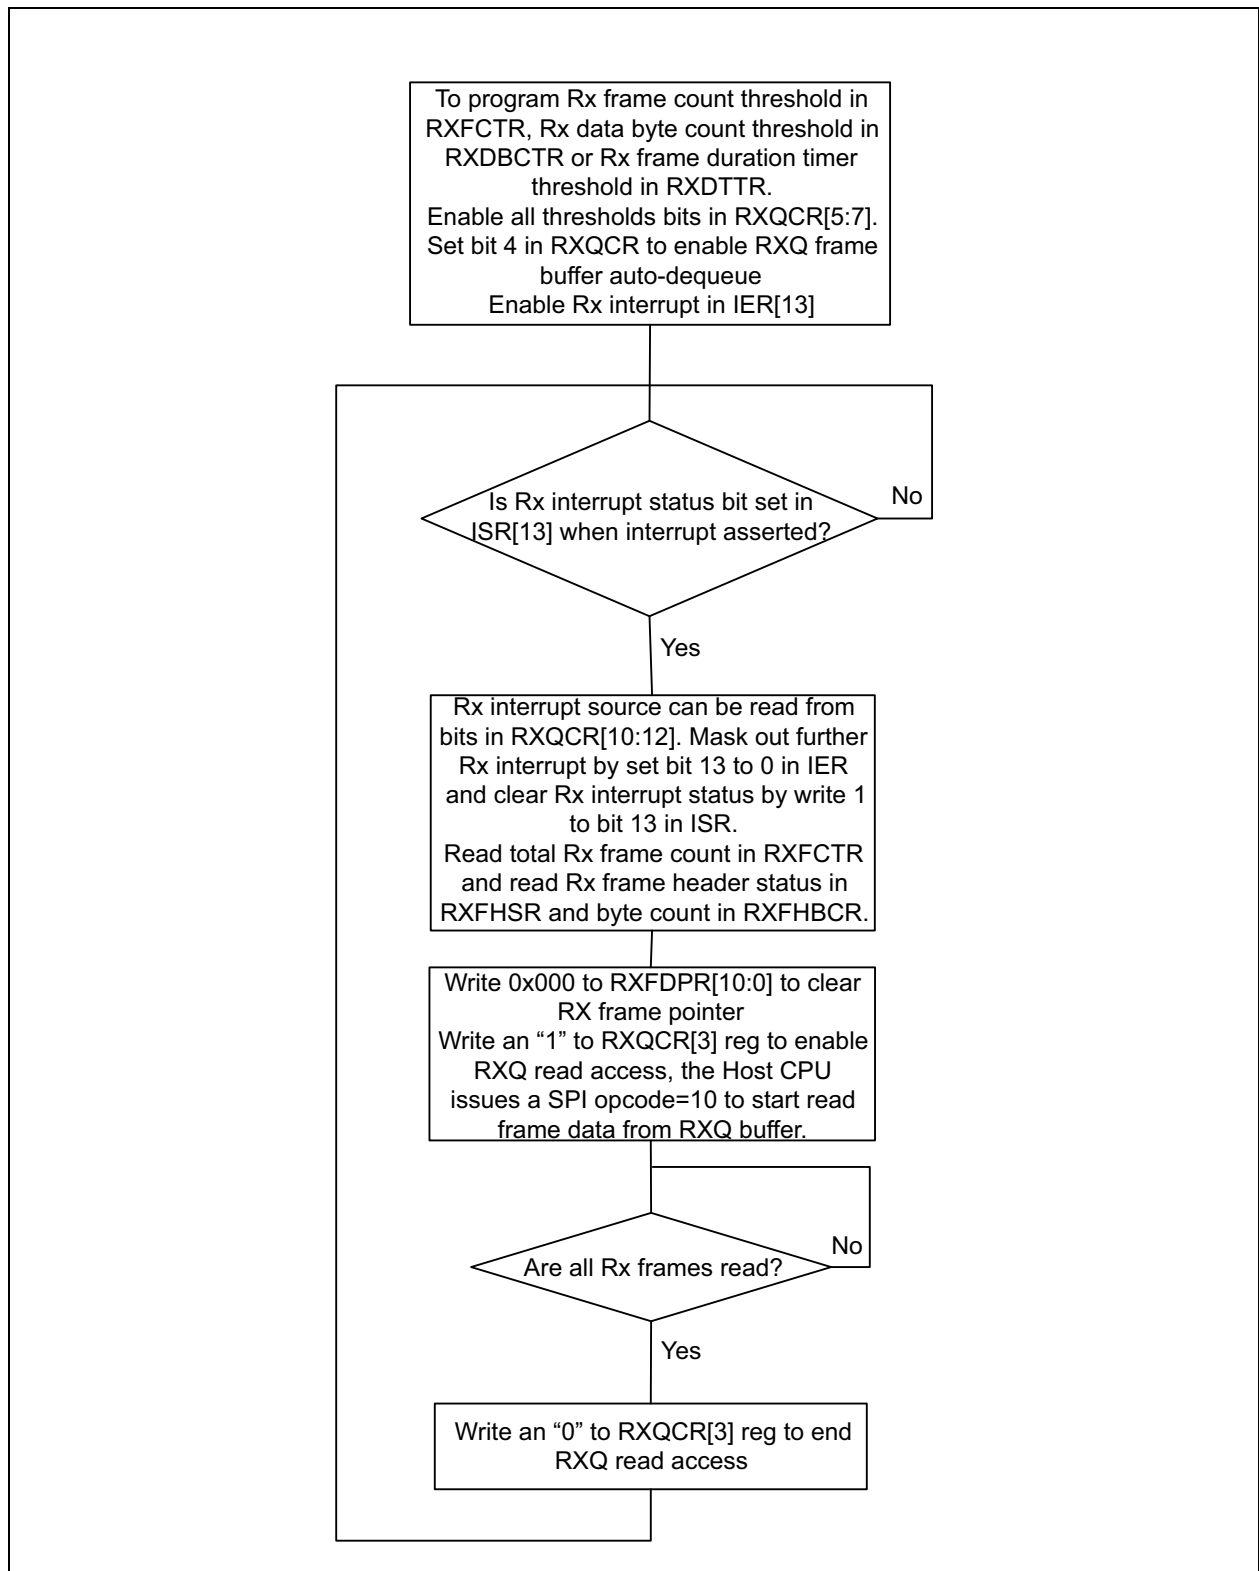 To program Rx frame count threshold in
RXFCTR, Rx data byte count threshold in
RXDBCTR or Rx frame duration timer
threshold in RXDTTR.
Enable all thresholds bits in RXQCR[5:7].
Set bit 4 in RXQCR to enable RXQ frame
buffer auto-dequeue
Enable Rx interrupt in IER[13]
Is Rx interrupt status bit set in
ISR[13] when interrupt asserted?
No
Yes
Rx interrupt source can be read from
bits in RXQCR[10:12]. Mask out further
Rx interrupt by set bit 13 to 0 in IER
and clear Rx interrupt status by write 1
to bit 13 in ISR.
Read total Rx frame count in RXFCTR
and read Rx frame header status in
RXFHSR and byte count in RXFHBCR.
Write 0x000 to RXFDPR[10:0] to clear
RX frame pointer
Write an “1” to RXQCR[3] reg to enable
RXQ read access, the Host CPU
issues a SPI opcode=10 to start read
frame data from RXQ buffer.
Are all Rx frames read?
No
Yes
Write an “0” to RXQCR[3] reg to end
RXQ read access